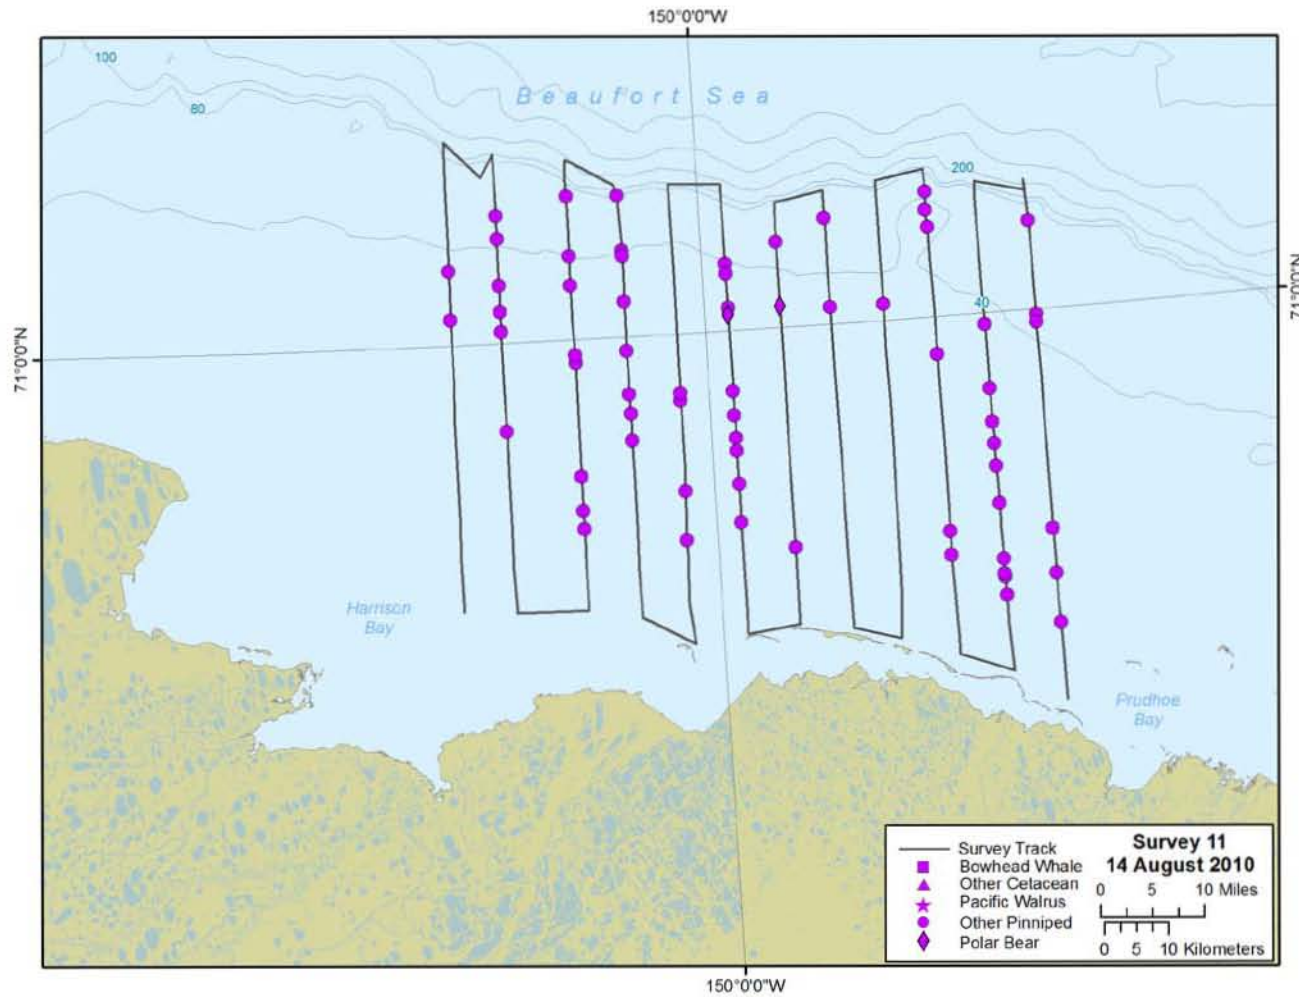 150°0'0"W
100
80
Beaufort Sea
200
71°0'0"N
40
71°0'0"N
Harrison
Bay
Prudhoe
Bay
Survey 11
14 August 2010
Survey Track
Bowhead Whale
Other Cetacean
Pacific Walrus
Other Pinniped
Polar Bear
0 5 10 Miles
0 5 10 Kilometers
150°0'0"W